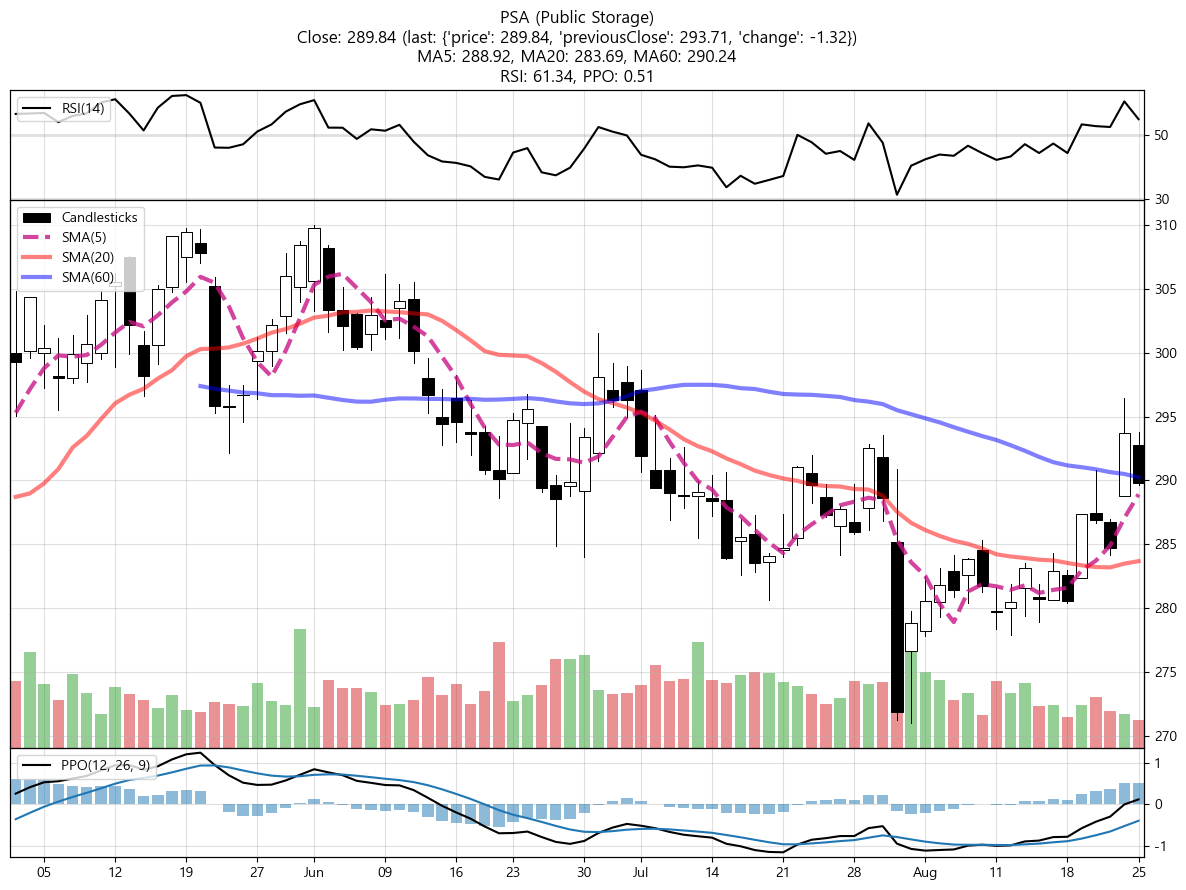 PSA (Public Storage)
Close: 289.84 (last: {'price': 289.84, 'previousClose': 293.71, 'change': -1.32})
MA5: 288.92, MA20: 283.69, MA60: 290.24
RSI: 61.34, PPO: 0.51
RSI(14)
50
30
Candlesticks
SMA(5)
SMA(20)
SMA(60)
310
305
300
295
290
285
280
275
270
PPO(12, 26, 9)
1
0
-1
05 12 19 27 Jun 09 16 23 30 Jul 14 21 28 Aug 11 18 25